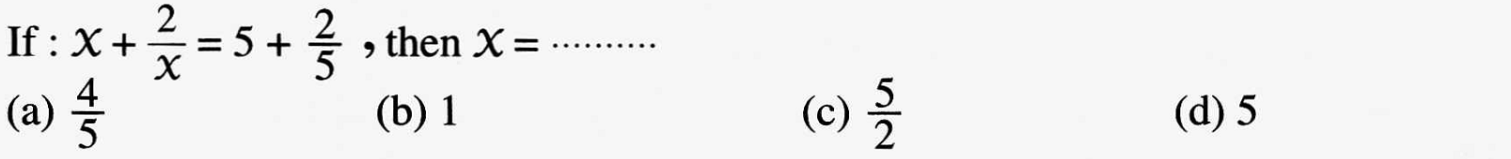 If : x + 2/x = 5 + 2/5 , then x = ··········
(a) 4/5 (b) 1 (c) 5/2 (d) 5